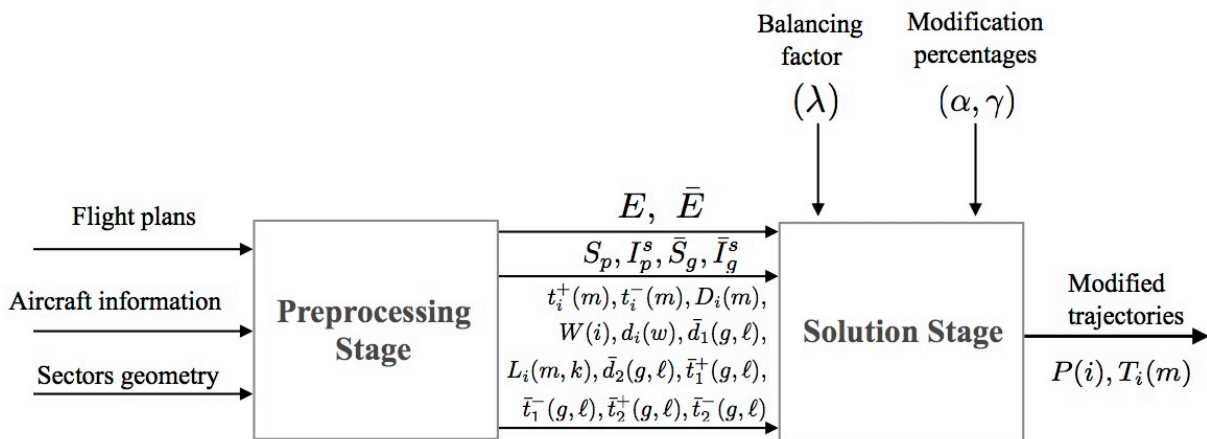 Balancing
factor
(λ)
Modification
percentages
(α, γ)
Flight plans
Aircraft information
Sectors geometry
Preprocessing
Stage
E, Ē
S_p, I_p^s, S̄_g, Ī_g^s
t_i^+(m), t_i^-(m), D_i(m),
W(i), d_i(w), d̄_1(g, ℓ),
L_i(m, k), d̄_2(g, ℓ), t̄_1^+(g, ℓ),
t̄_1^-(g, ℓ), t̄_2^+(g, ℓ), t̄_2^-(g, ℓ)
Solution Stage
Modified
trajectories
P(i), T_i(m)